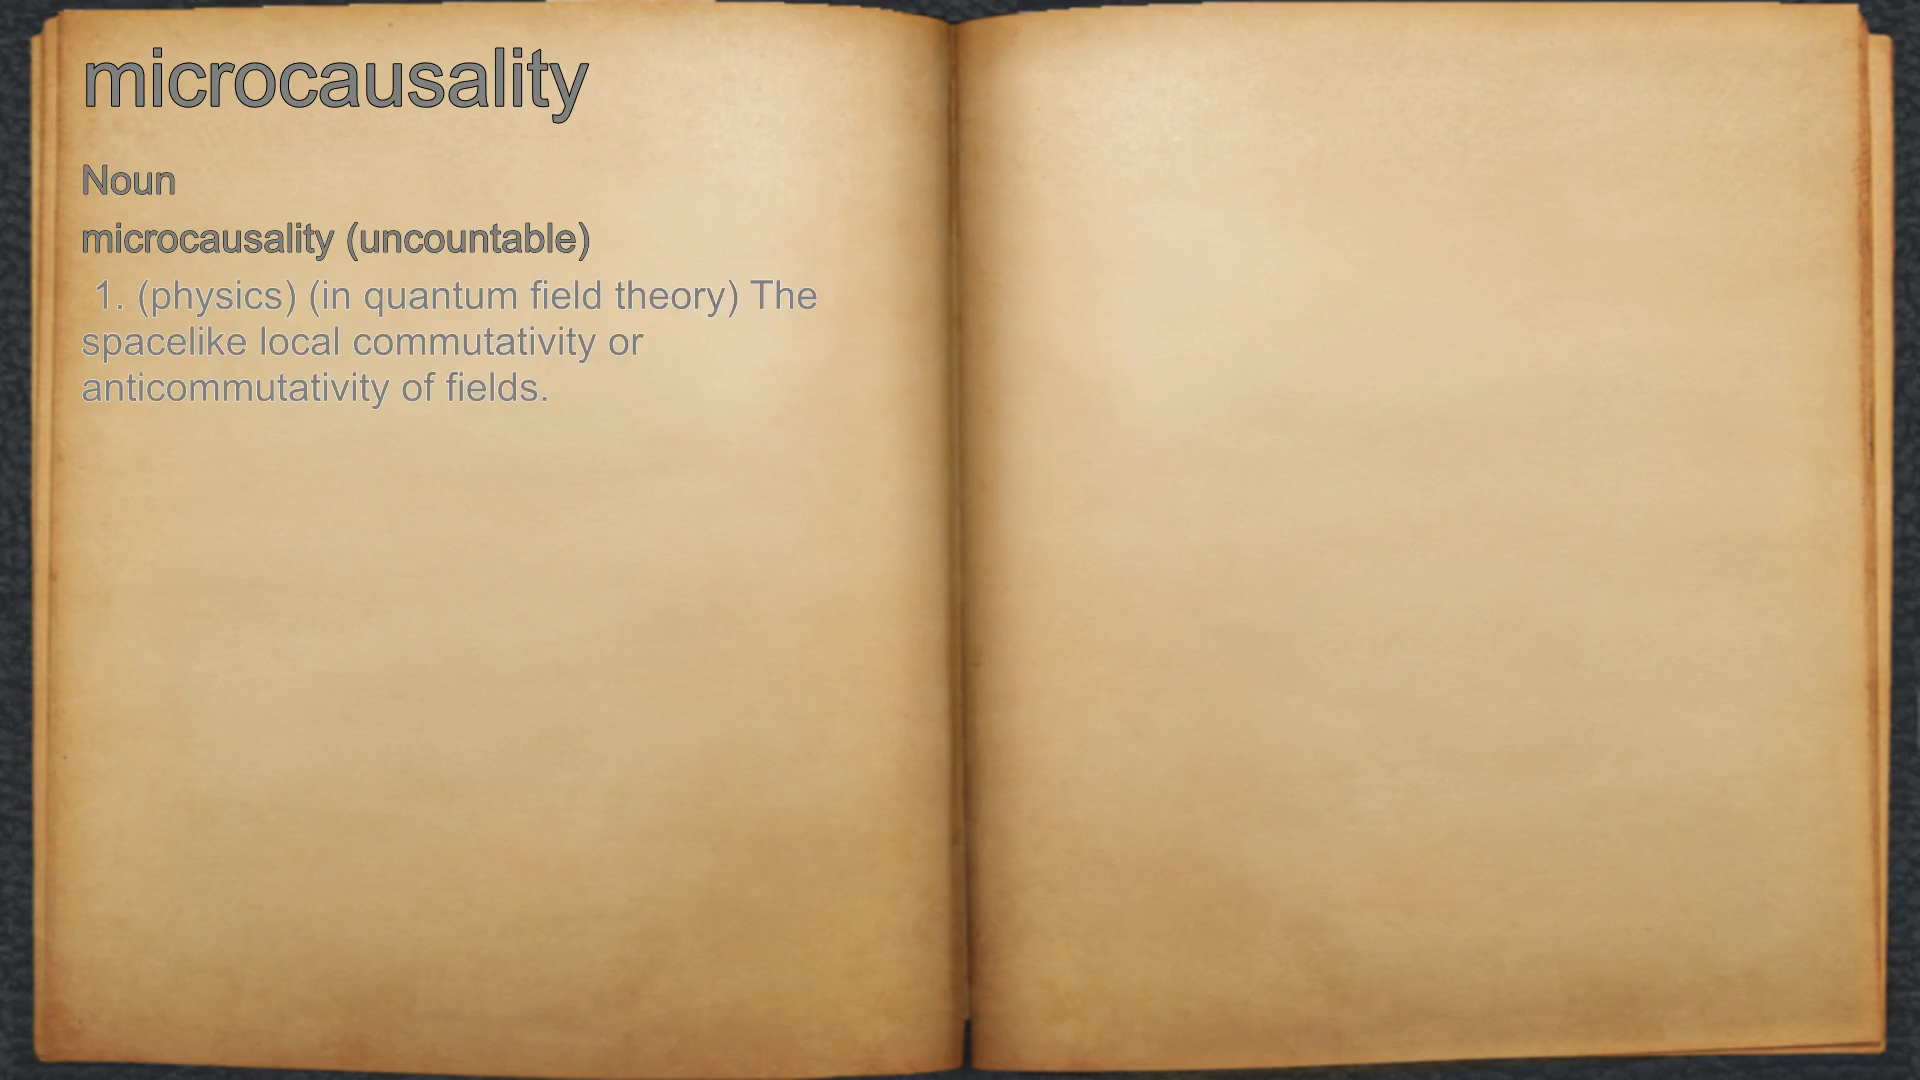 microcausality
Noun
microcausality (uncountable)
1. (physics) (in quantum field theory) The
spacelike local commutativity or
anticommutativity of fields.